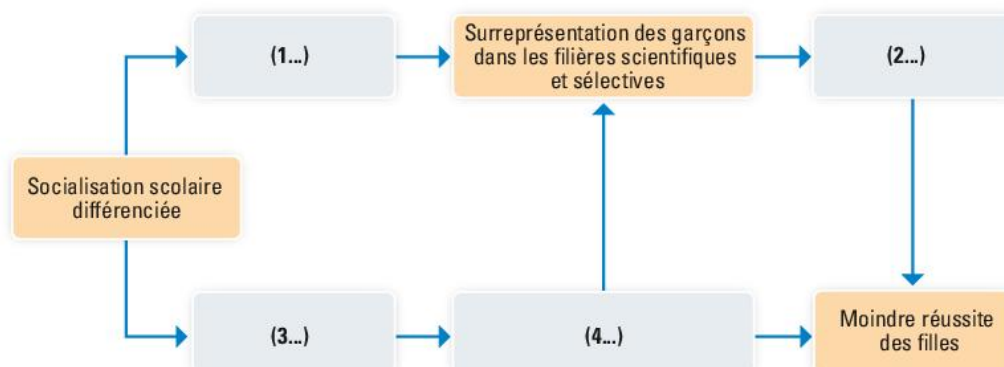 (1...)
Surreprésentation des garçons
dans les filières scientifiques
et sélectives
(2...)
Socialisation scolaire
différenciée
(3...)
(4...)
Moindre réussite
des filles